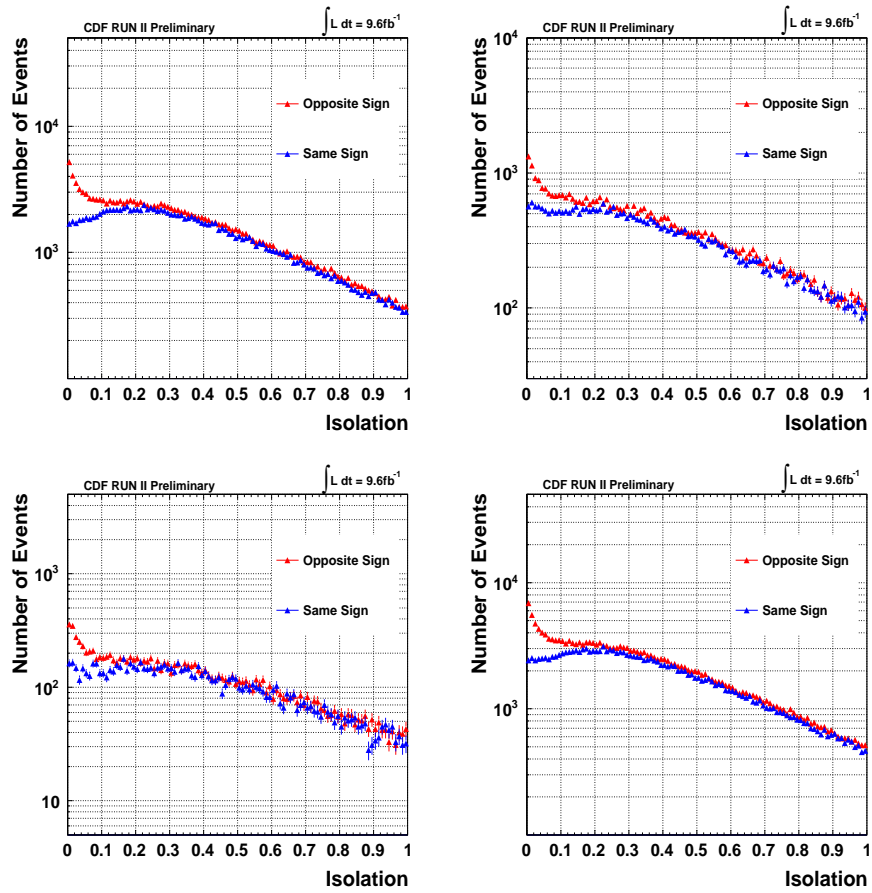 CDF RUN II Preliminary
∫ L dt = 9.6fb⁻¹
Number of Events
10⁴
10³
Opposite Sign
Same Sign
0 0.1 0.2 0.3 0.4 0.5 0.6 0.7 0.8 0.9 1
Isolation
CDF RUN II Preliminary
∫ L dt = 9.6fb⁻¹
Number of Events
10⁴
10³
10²
Opposite Sign
Same Sign
0 0.1 0.2 0.3 0.4 0.5 0.6 0.7 0.8 0.9 1
Isolation
CDF RUN II Preliminary
∫ L dt = 9.6fb⁻¹
Number of Events
10³
10²
10
Opposite Sign
Same Sign
0 0.1 0.2 0.3 0.4 0.5 0.6 0.7 0.8 0.9 1
Isolation
CDF RUN II Preliminary
∫ L dt = 9.6fb⁻¹
Number of Events
10⁴
10³
Opposite Sign
Same Sign
0 0.1 0.2 0.3 0.4 0.5 0.6 0.7 0.8 0.9 1
Isolation